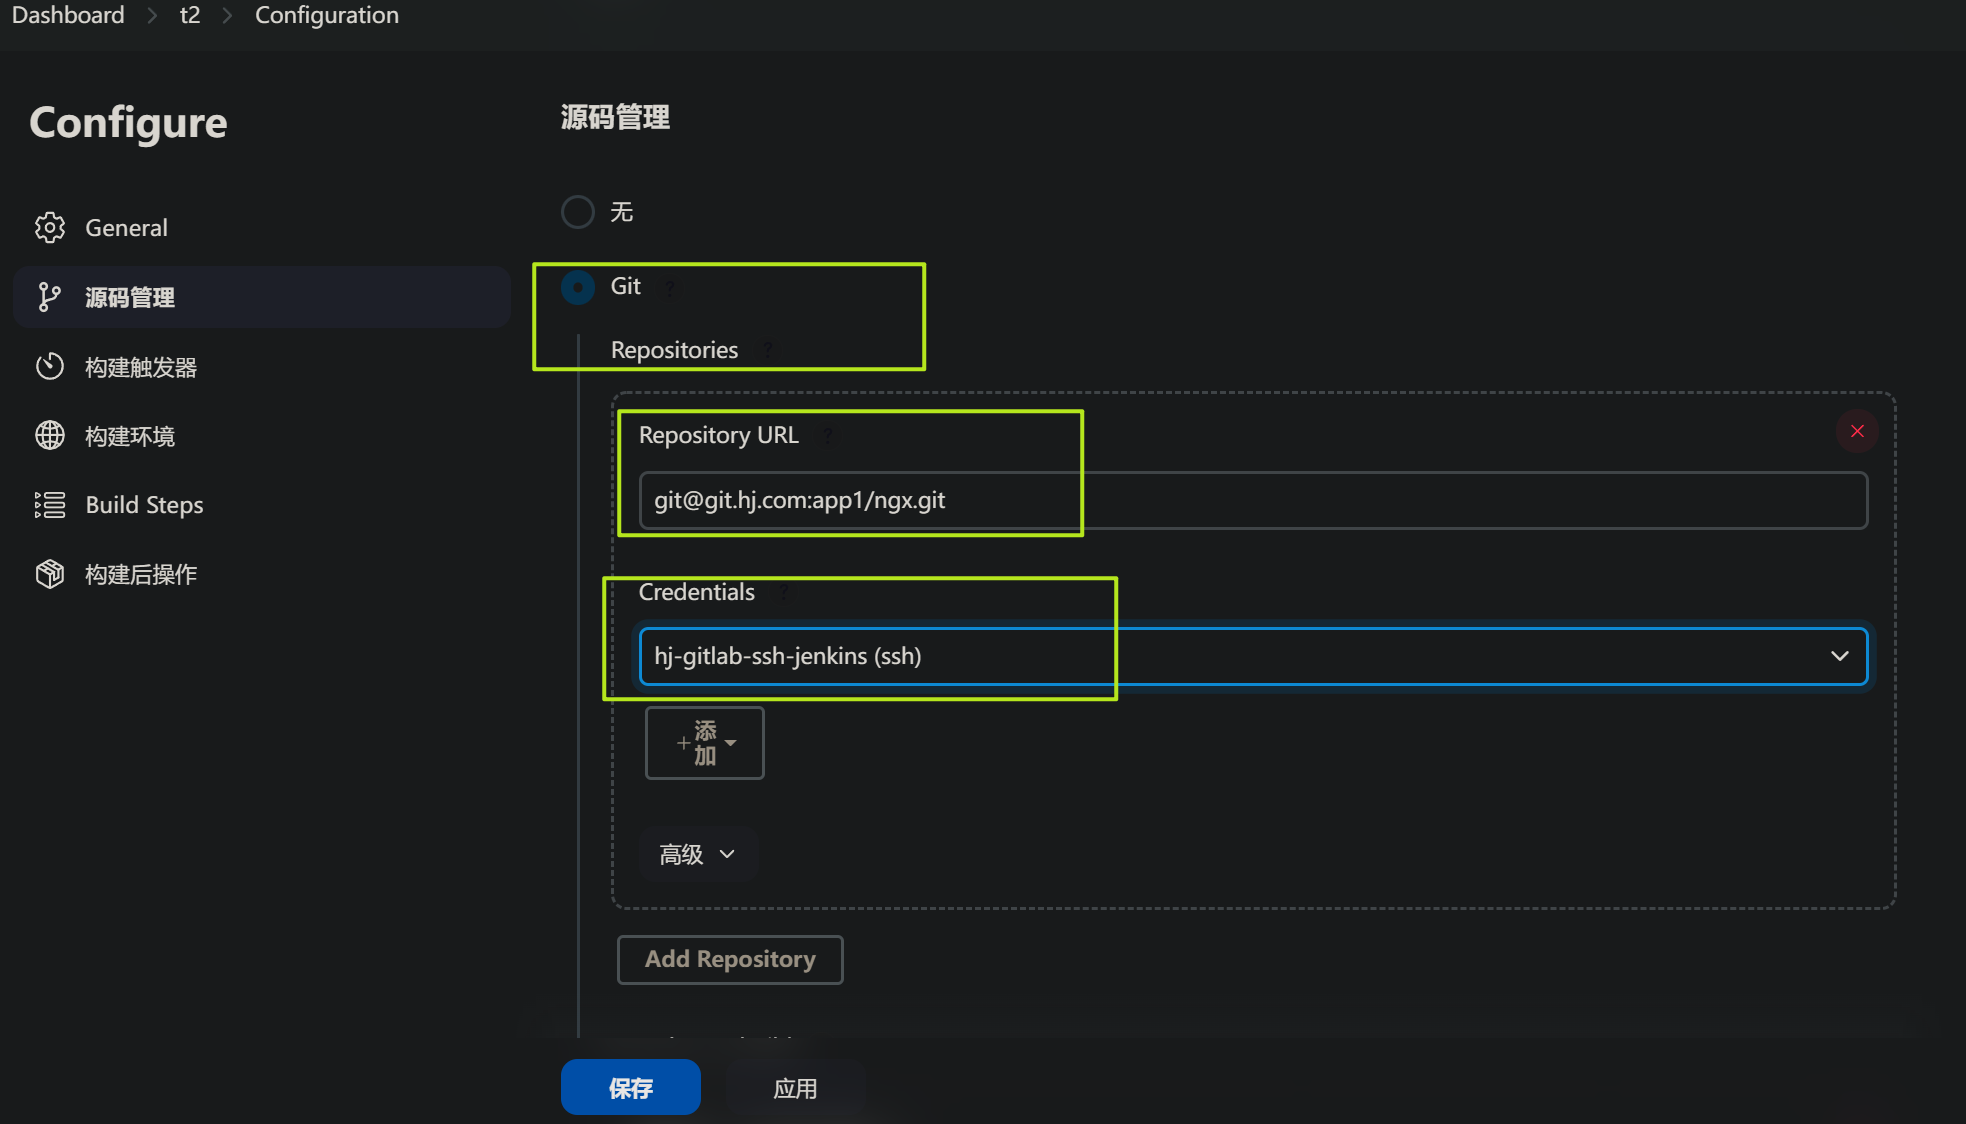 Dashboard > t2 > Configuration
Configure
General
源码管理
构建触发器
构建环境
Build Steps
构建后操作
源码管理
无
Git ?
Repositories ?
Repository URL ?
git@git.hj.com:app1/ngx.git
Credentials ?
hj-gitlab-ssh-jenkins (ssh)
+添
加
高级
Add Repository
保存
应用